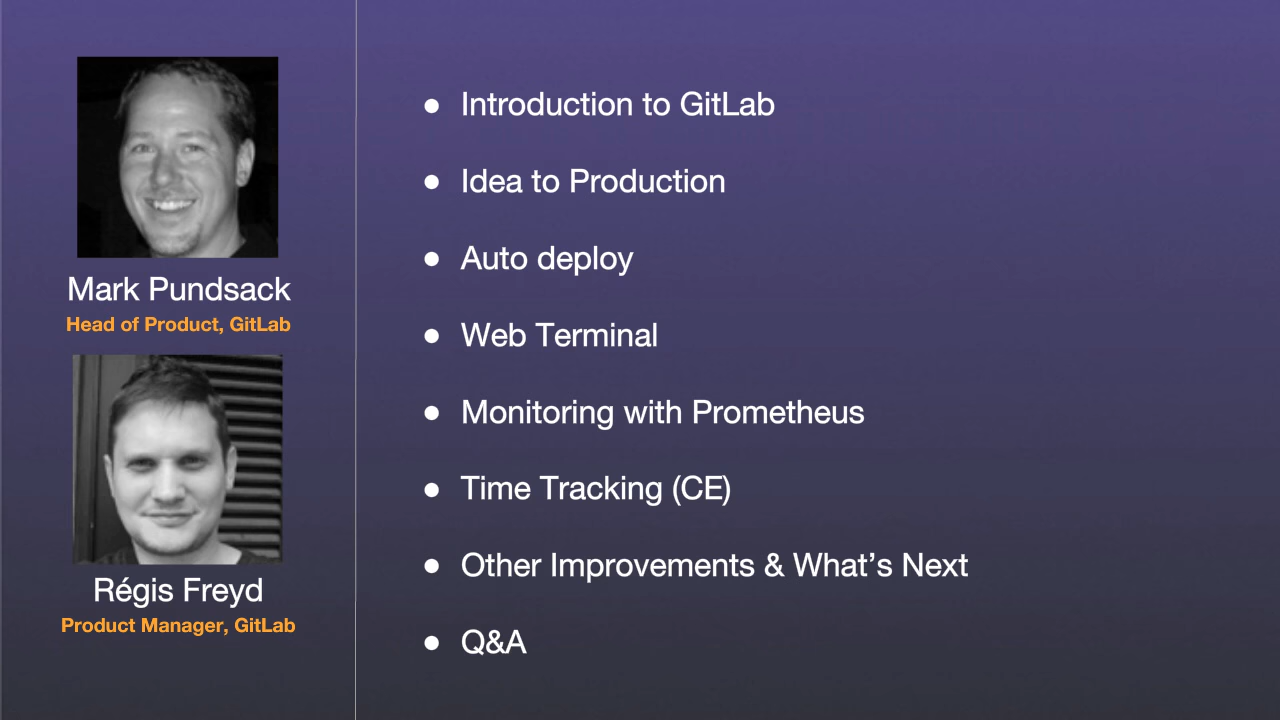 Mark Pundsack
Head of Product, GitLab
Régis Freyd
Product Manager, GitLab
● Introduction to GitLab
● Idea to Production
● Auto deploy
● Web Terminal
● Monitoring with Prometheus
● Time Tracking (CE)
● Other Improvements & What’s Next
● Q&A